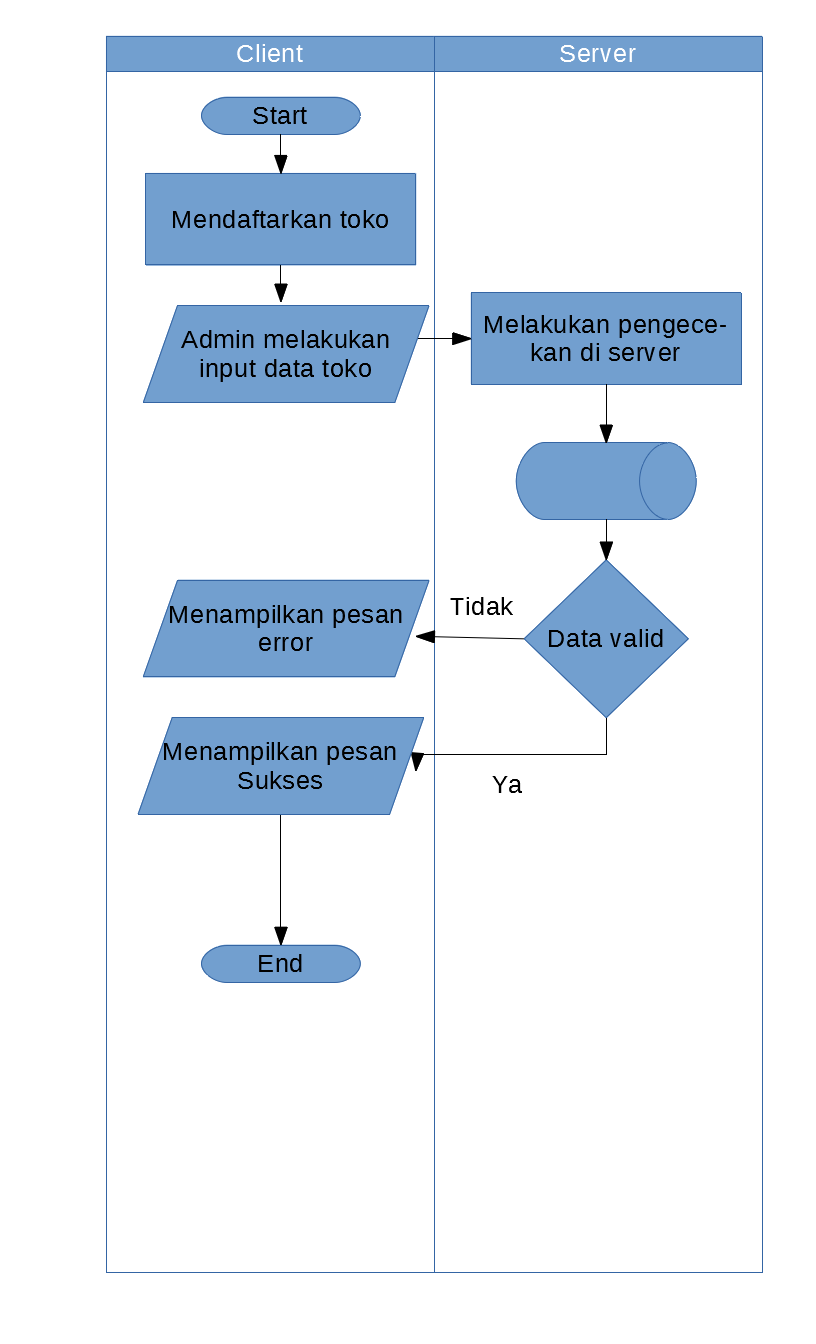 Client
Server
Start
Mendaftarkan toko
Admin melakukan
input data toko
Melakukan pengece-
kan di server
Menampilkan pesan
error
Tidak
Data valid
Menampilkan pesan
Sukses
Ya
End